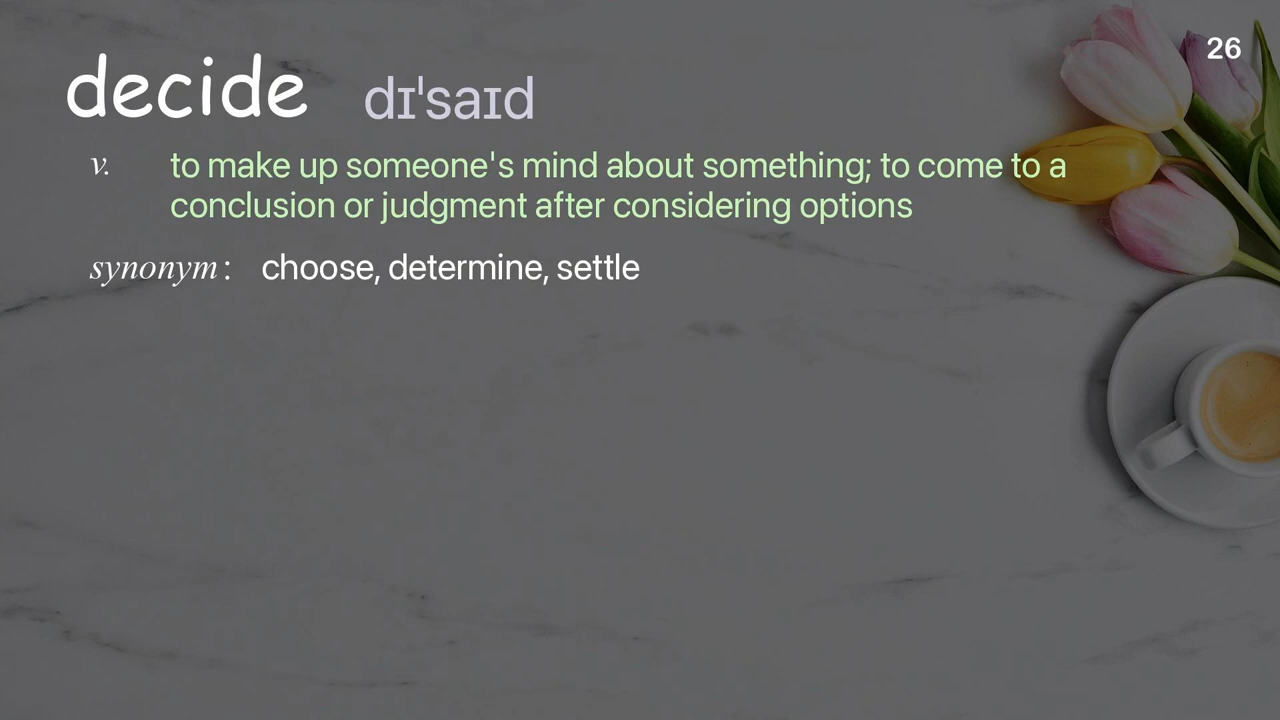 26
decide dɪˈsaɪd
v. to make up someone's mind about something; to come to a
conclusion or judgment after considering options
synonym: choose, determine, settle